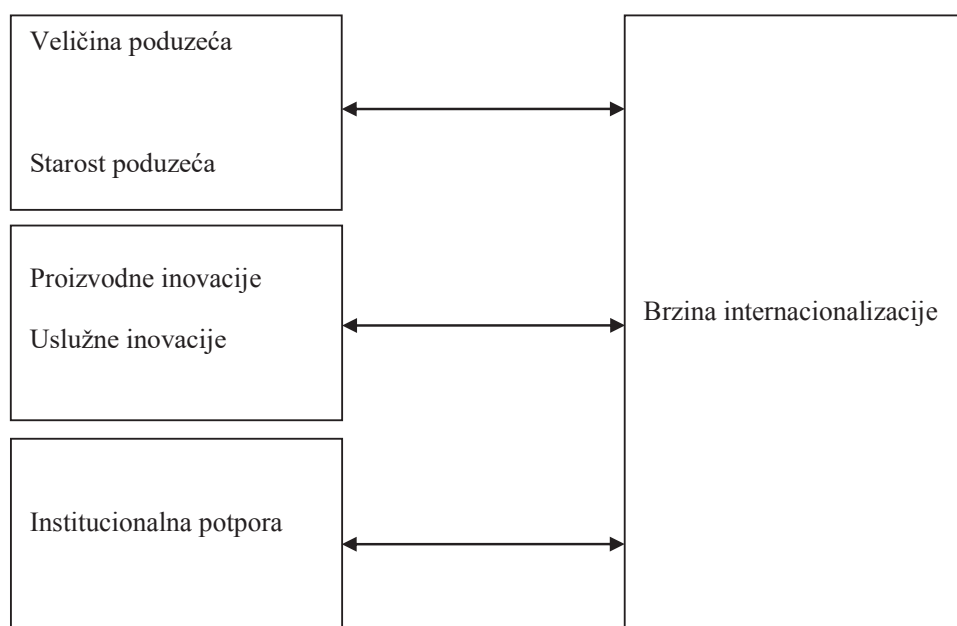 Veličina poduzeća
Starost poduzeća
Proizvodne inovacije
Uslužne inovacije
Brzina internacionalizacije
Institucionalna potpora